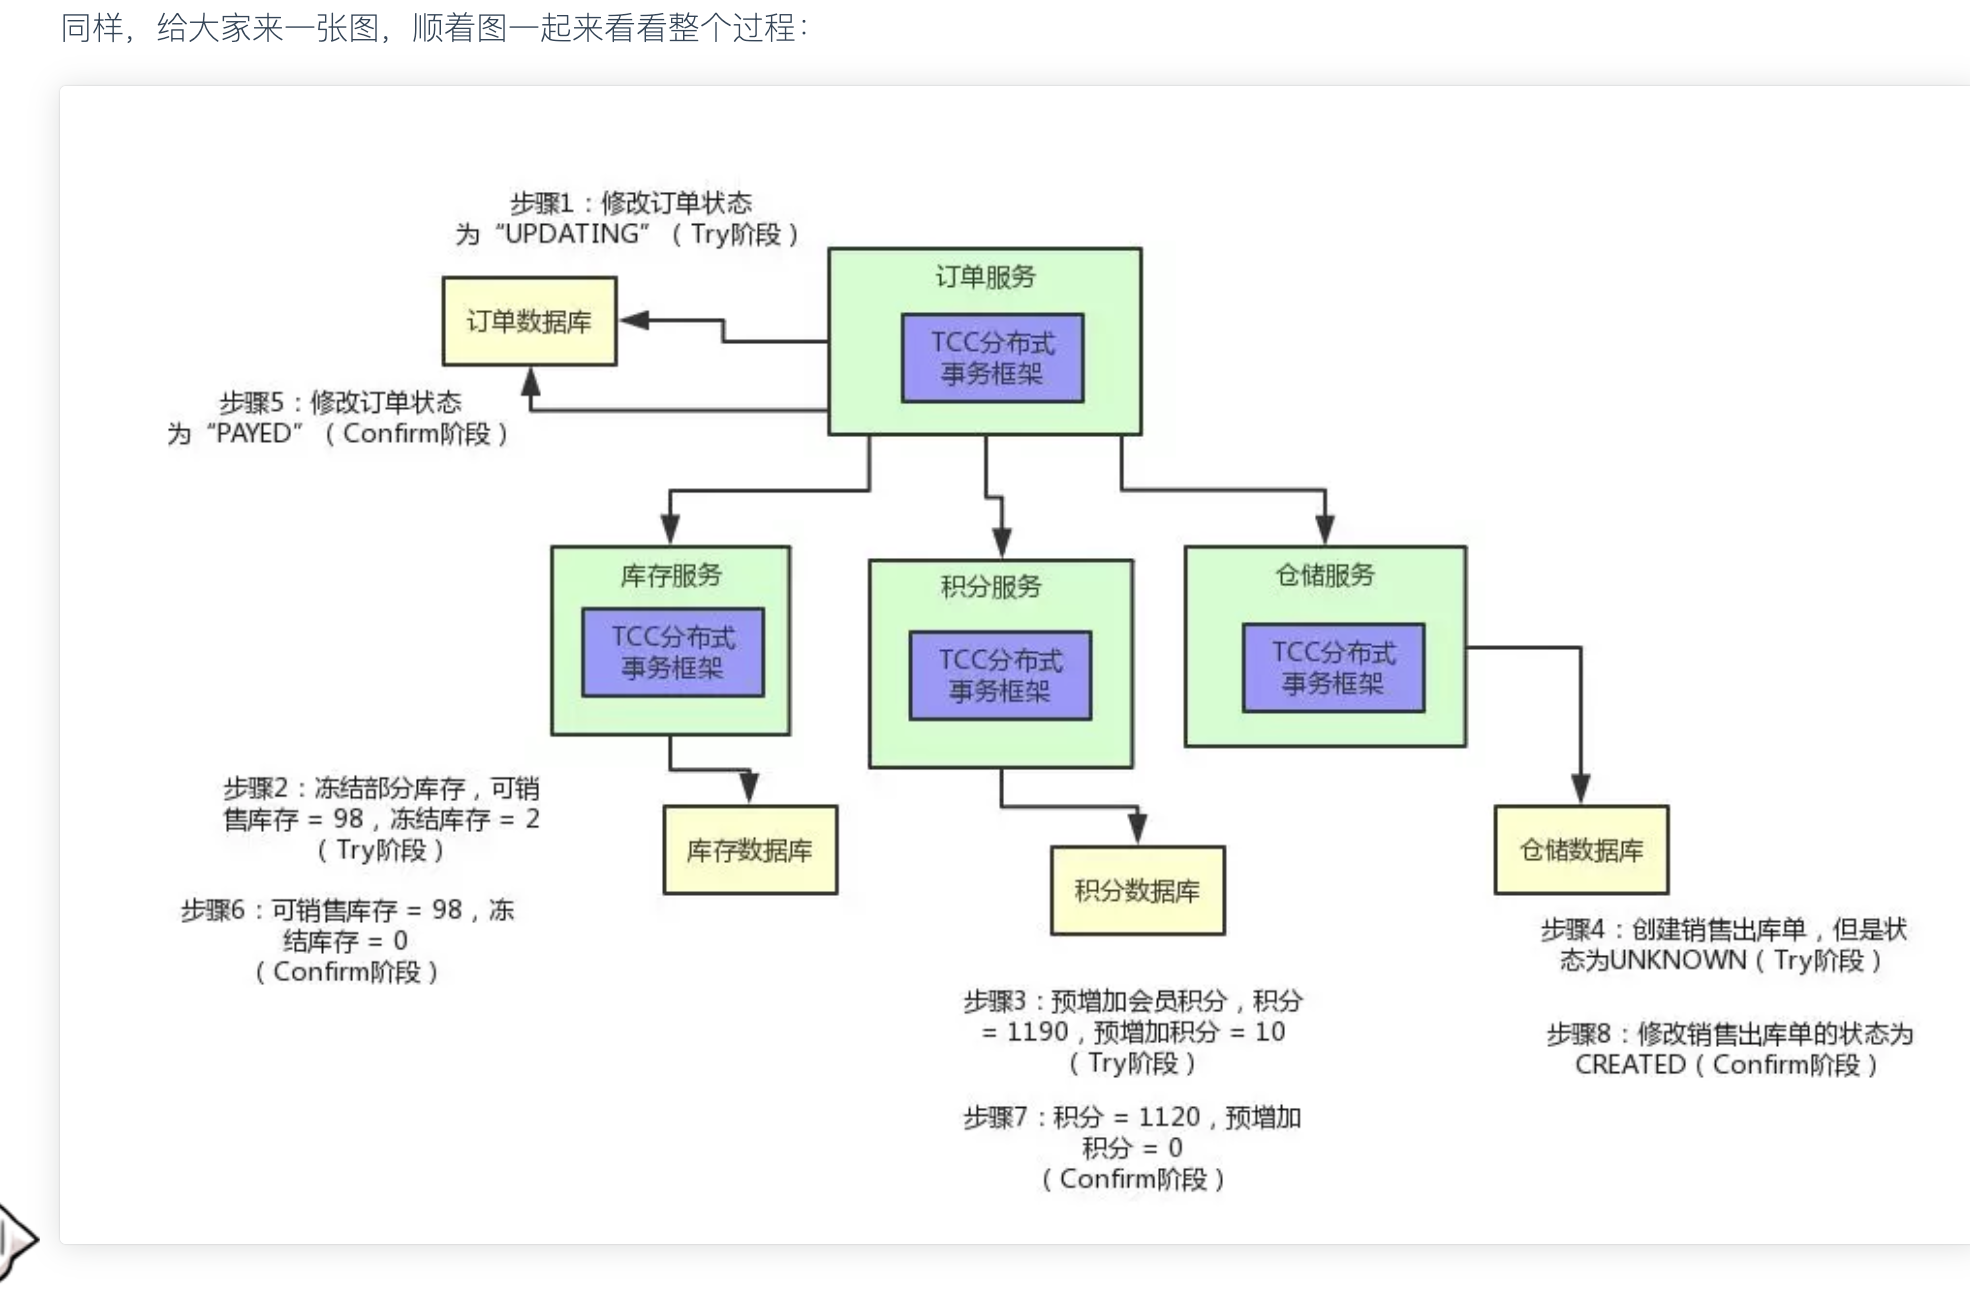 同样，给大家来一张图，顺着图一起来看看整个过程：
步骤1：修改订单状态
为“UPDATING”（Try阶段）
订单服务
订单数据库
TCC分布式
事务框架
步骤5：修改订单状态
为“PAYED”（Confirm阶段）
库存服务
TCC分布式
事务框架
积分服务
TCC分布式
事务框架
仓储服务
TCC分布式
事务框架
步骤2：冻结部分库存，可销
售库存 = 98，冻结库存 = 2
（Try阶段）
库存数据库
积分数据库
仓储数据库
步骤6：可销售库存 = 98，冻
结库存 = 0
（Confirm阶段）
步骤3：预增加会员积分，积分
= 1190，预增加积分 = 10
（Try阶段）
步骤7：积分 = 1120，预增加
积分 = 0
（Confirm阶段）
步骤4：创建销售出库单，但是状
态为UNKNOWN（Try阶段）
步骤8：修改销售出库单的状态为
CREATED（Confirm阶段）